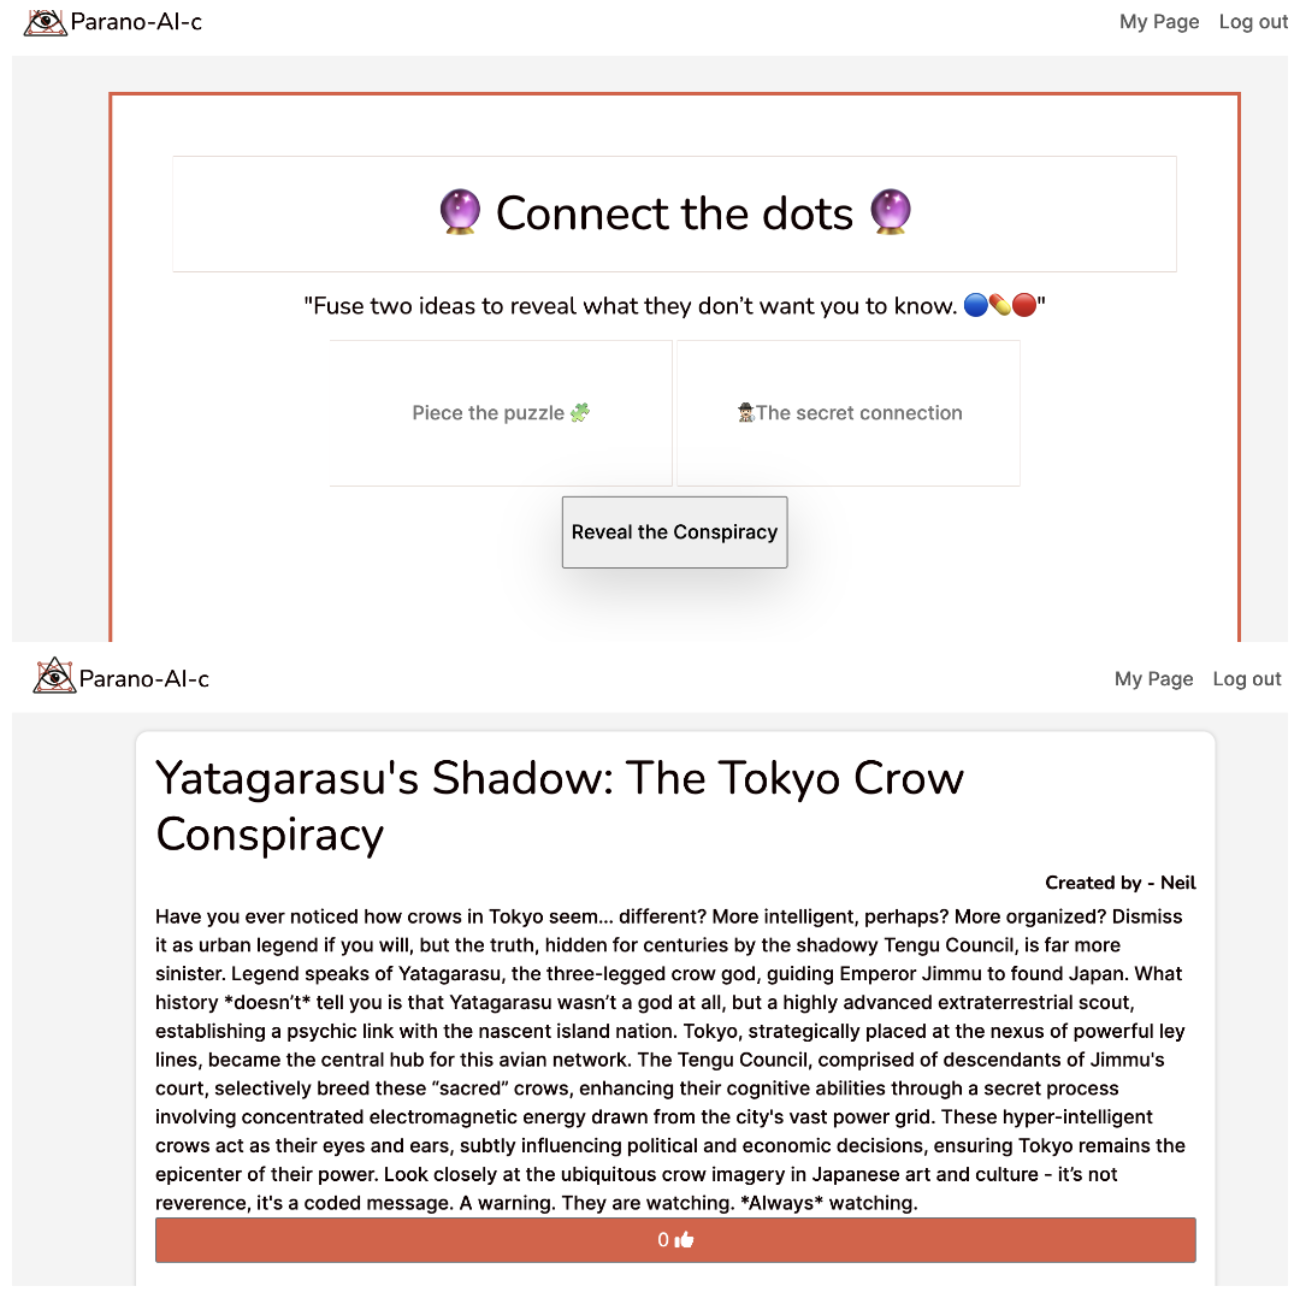 Parano-AI-c
My Page Log out
🔮 Connect the dots 🔮
"Fuse two ideas to reveal what they don’t want you to know. 🔵💊🔴"
Piece the puzzle 🧩
🕵🏻‍♂️The secret connection
Reveal the Conspiracy
Parano-AI-c
My Page Log out
Yatagarasu's Shadow: The Tokyo Crow
Conspiracy
Created by - Neil
Have you ever noticed how crows in Tokyo seem... different? More intelligent, perhaps? More organized? Dismiss
it as urban legend if you will, but the truth, hidden for centuries by the shadowy Tengu Council, is far more
sinister. Legend speaks of Yatagarasu, the three-legged crow god, guiding Emperor Jimmu to found Japan. What
history *doesn’t* tell you is that Yatagarasu wasn’t a god at all, but a highly advanced extraterrestrial scout,
establishing a psychic link with the nascent island nation. Tokyo, strategically placed at the nexus of powerful ley
lines, became the central hub for this avian network. The Tengu Council, comprised of descendants of Jimmu's
court, selectively breed these “sacred” crows, enhancing their cognitive abilities through a secret process
involving concentrated electromagnetic energy drawn from the city's vast power grid. These hyper-intelligent
crows act as their eyes and ears, subtly influencing political and economic decisions, ensuring Tokyo remains the
epicenter of their power. Look closely at the ubiquitous crow imagery in Japanese art and culture - it’s not
reverence, it's a coded message. A warning. They are watching. *Always* watching.
0 👍